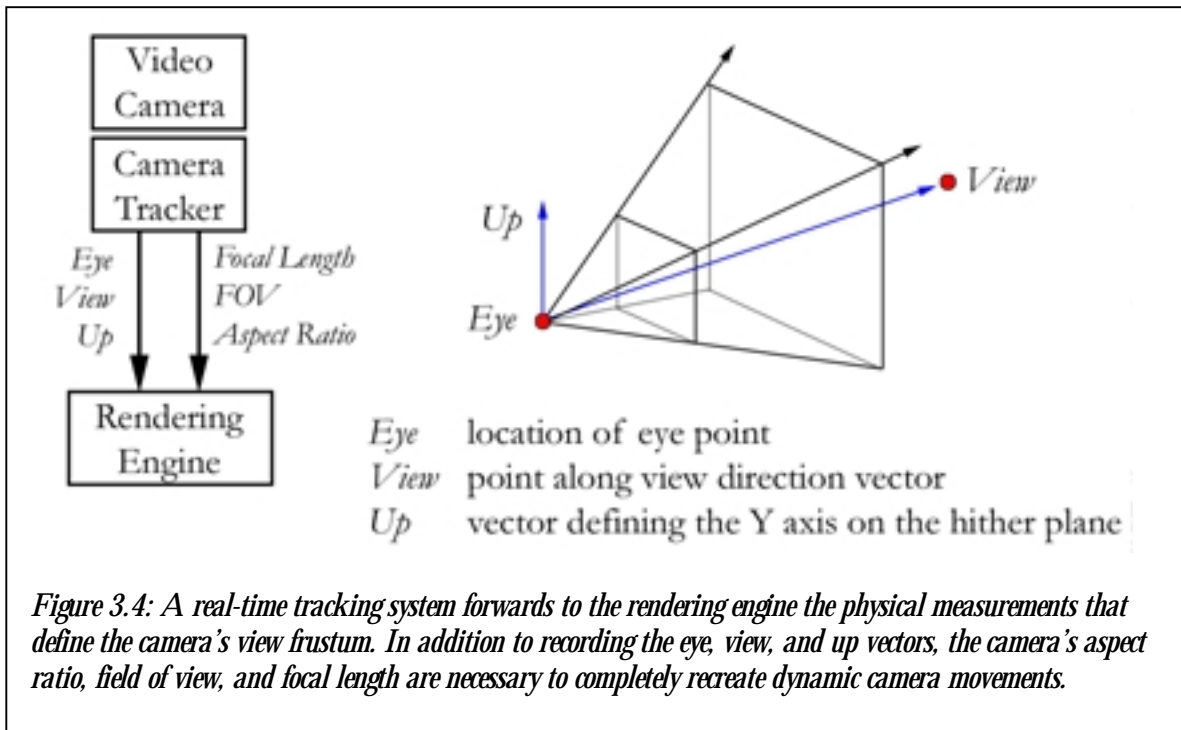 Video
Camera
Camera
Tracker
Eye
View
Up
Focal Length
FOV
Aspect Ratio
Rendering
Engine
Up
Eye
View
Eye location of eye point
View point along view direction vector
Up vector defining the Y axis on the hither plane
Figure 3.4: A real-time tracking system forwards to the rendering engine the physical measurements that
define the camera's view frustum. In addition to recording the eye, view, and up vectors, the camera's aspect
ratio, field of view, and focal length are necessary to completely recreate dynamic camera movements.